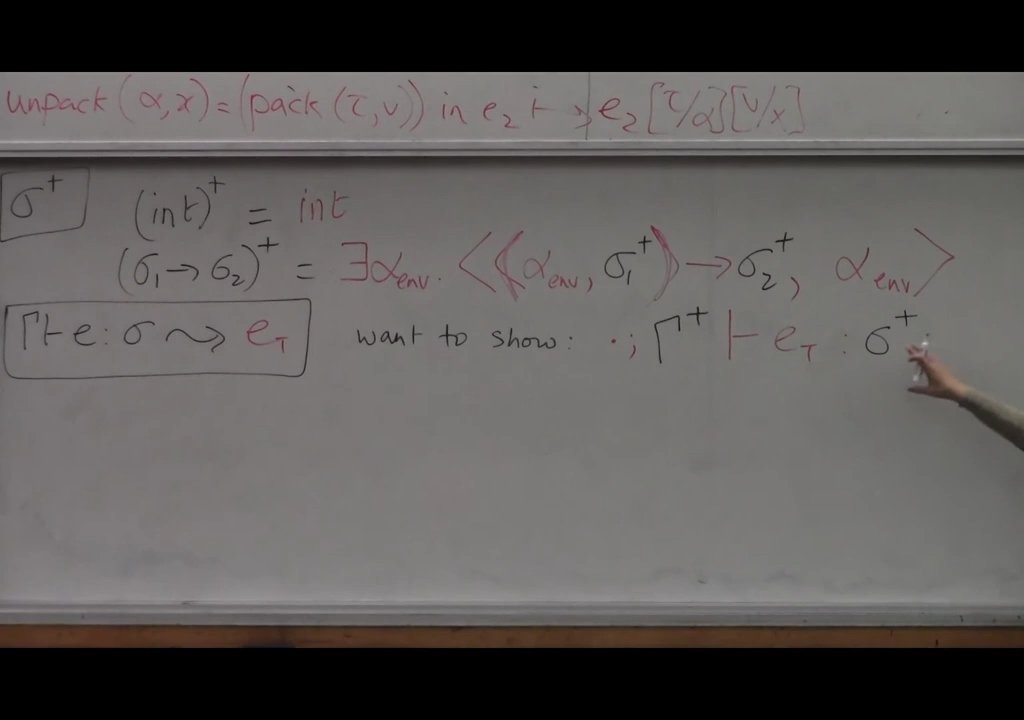 unpack (α, x) = (pack (τ, v)) in e₂ ↦ e₂ [τ/α][v/x]
σ⁺ (int)⁺ = int
(σ₁ → σ₂)⁺ = ∃α_env. ⟨(α_env, σ₁⁺) → σ₂⁺, α_env⟩
Γ ⊢ e : σ ⇝ e_T want to show: ·; Γ⁺ ⊢ e_T : σ⁺